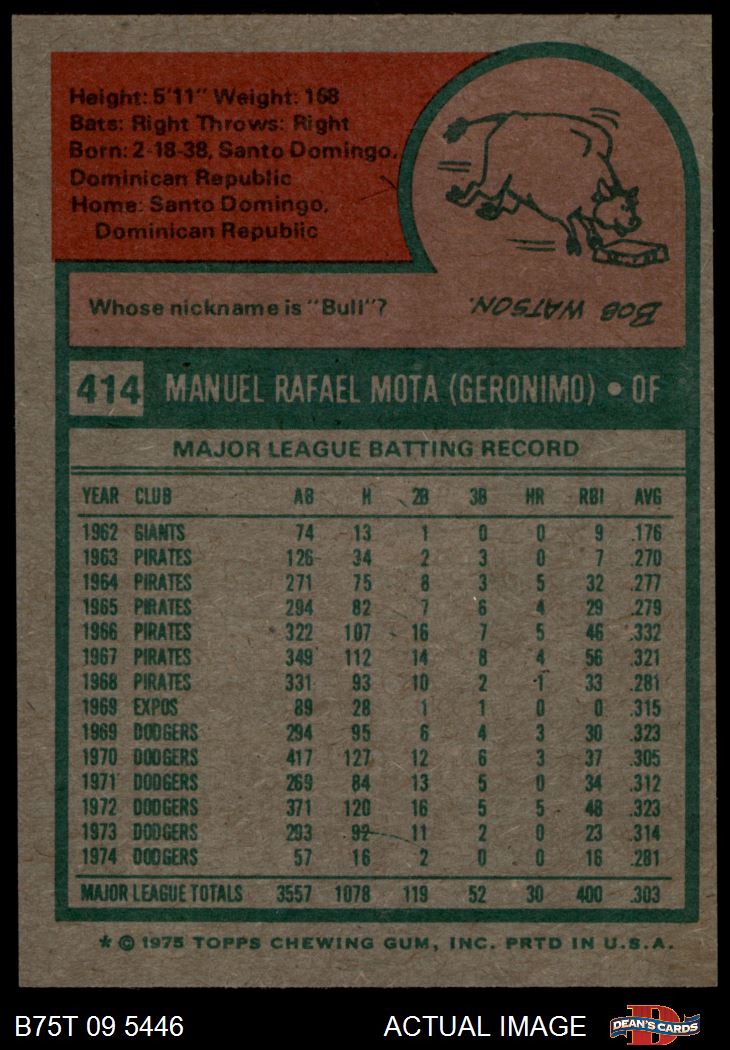 Height: 5'11" Weight: 168
Bats: Right Throws: Right
Born: 2-18-38, Santo Domingo,
Dominican Republic
Home: Santo Domingo,
Dominican Republic
Whose nickname is "Bull"?
BOB WATSON.
414 MANUEL RAFAEL MOTA (GERONIMO) • OF
MAJOR LEAGUE BATTING RECORD
YEAR CLUB AB H 2B 3B HR RBI AVG
1962 GIANTS 74 13 1 0 0 9 .176
1963 PIRATES 126 34 2 3 0 7 .270
1964 PIRATES 271 75 8 3 5 32 .277
1965 PIRATES 294 82 7 6 4 29 .279
1966 PIRATES 322 107 16 7 5 46 .332
1967 PIRATES 349 112 14 8 4 56 .321
1968 PIRATES 331 93 10 2 1 33 .281
1969 EXPOS 89 28 1 1 0 0 .315
1969 DODGERS 294 95 6 4 3 30 .323
1970 DODGERS 417 127 12 6 3 37 .305
1971 DODGERS 269 84 13 5 0 34 .312
1972 DODGERS 371 120 16 5 5 48 .323
1973 DODGERS 293 92 11 2 0 23 .314
1974 DODGERS 57 16 2 0 0 16 .281
MAJOR LEAGUE TOTALS 3557 1078 119 52 30 400 .303
* © 1975 TOPPS CHEWING GUM, INC. PRTD IN U.S.A.
B75T 09 5446 ACTUAL IMAGE DEAN'S CARDS